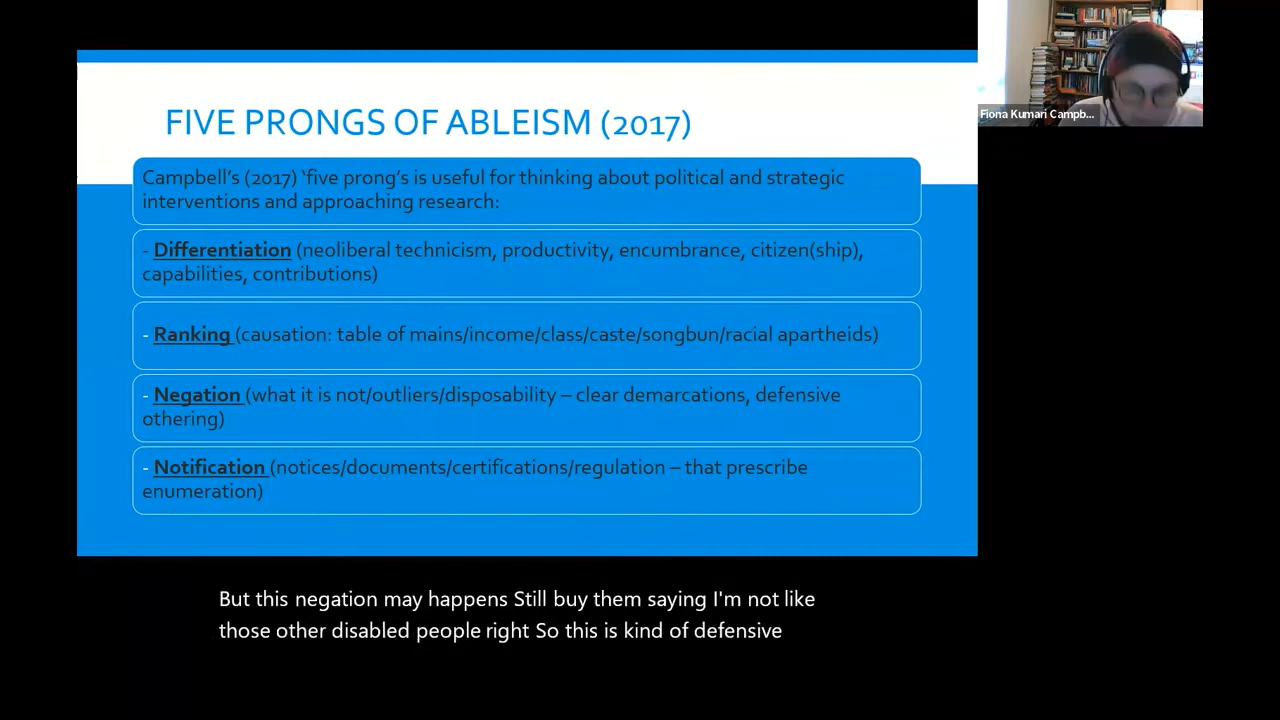 FIVE PRONGS OF ABLEISM (2017)
Campbell's (2017) 'five prong's is useful for thinking about political and strategic
interventions and approaching research:
- Differentiation (neoliberal technicism, productivity, encumbrance, citizen(ship),
capabilities, contributions)
- Ranking (causation: table of mains/income/class/caste/songbun/racial apartheids)
- Negation (what it is not/outliers/disposability – clear demarcations, defensive
othering)
- Notification (notices/documents/certifications/regulation – that prescribe
enumeration)
Fiona Kumari Campb...
But this negation may happens Still buy them saying I'm not like
those other disabled people right So this is kind of defensive